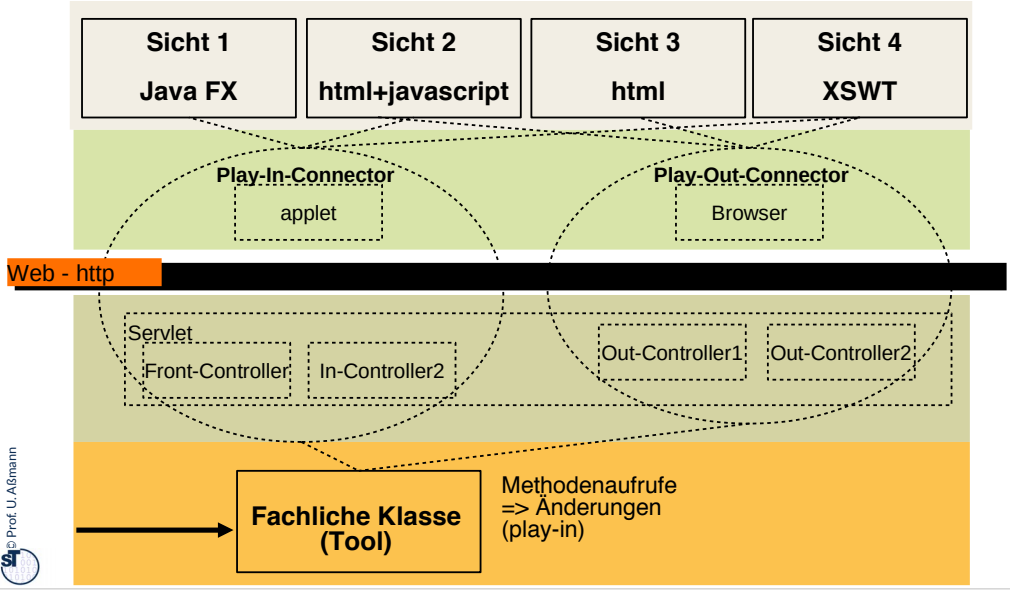 Sicht 1
Java FX
Sicht 2
html+javascript
Sicht 3
html
Sicht 4
XSWT
Play-In-Connector
applet
Play-Out-Connector
Browser
Web - http
Servlet
Front-Controller
In-Controller2
Out-Controller1
Out-Controller2
Fachliche Klasse
(Tool)
Methodenaufrufe
=> Änderungen
(play-in)
© Prof. U. Aßmann
ST